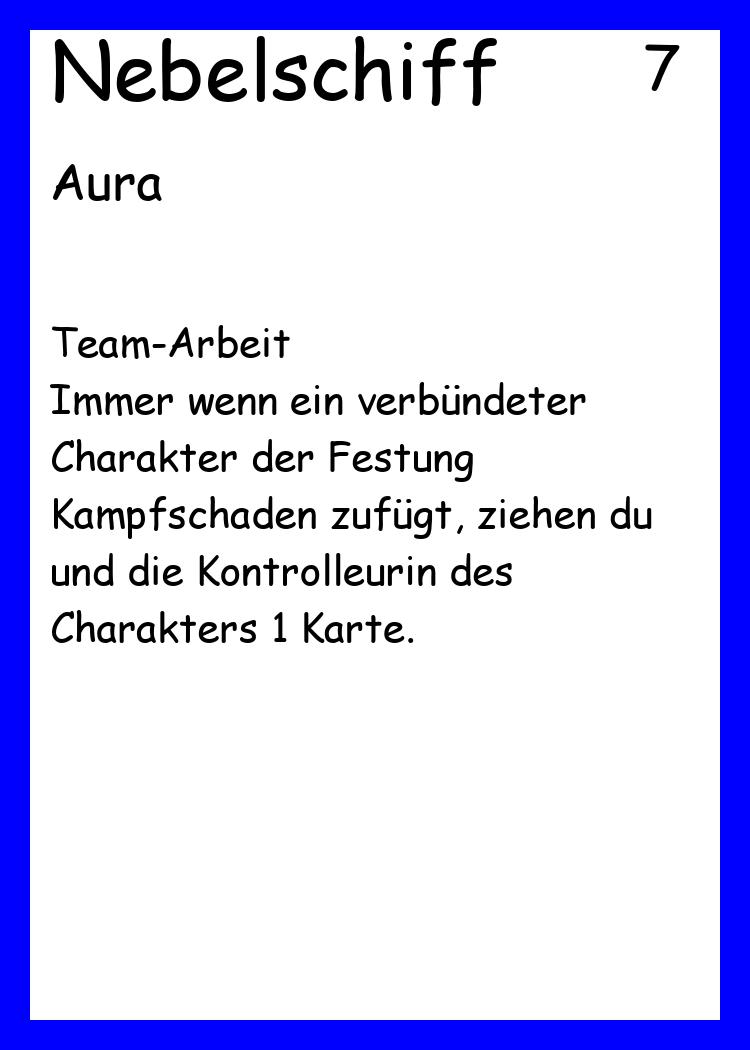 Nebelschiff 7
Aura
Team-Arbeit
Immer wenn ein verbündeter
Charakter der Festung
Kampfschaden zufügt, ziehen du
und die Kontrolleurin des
Charakters 1 Karte.